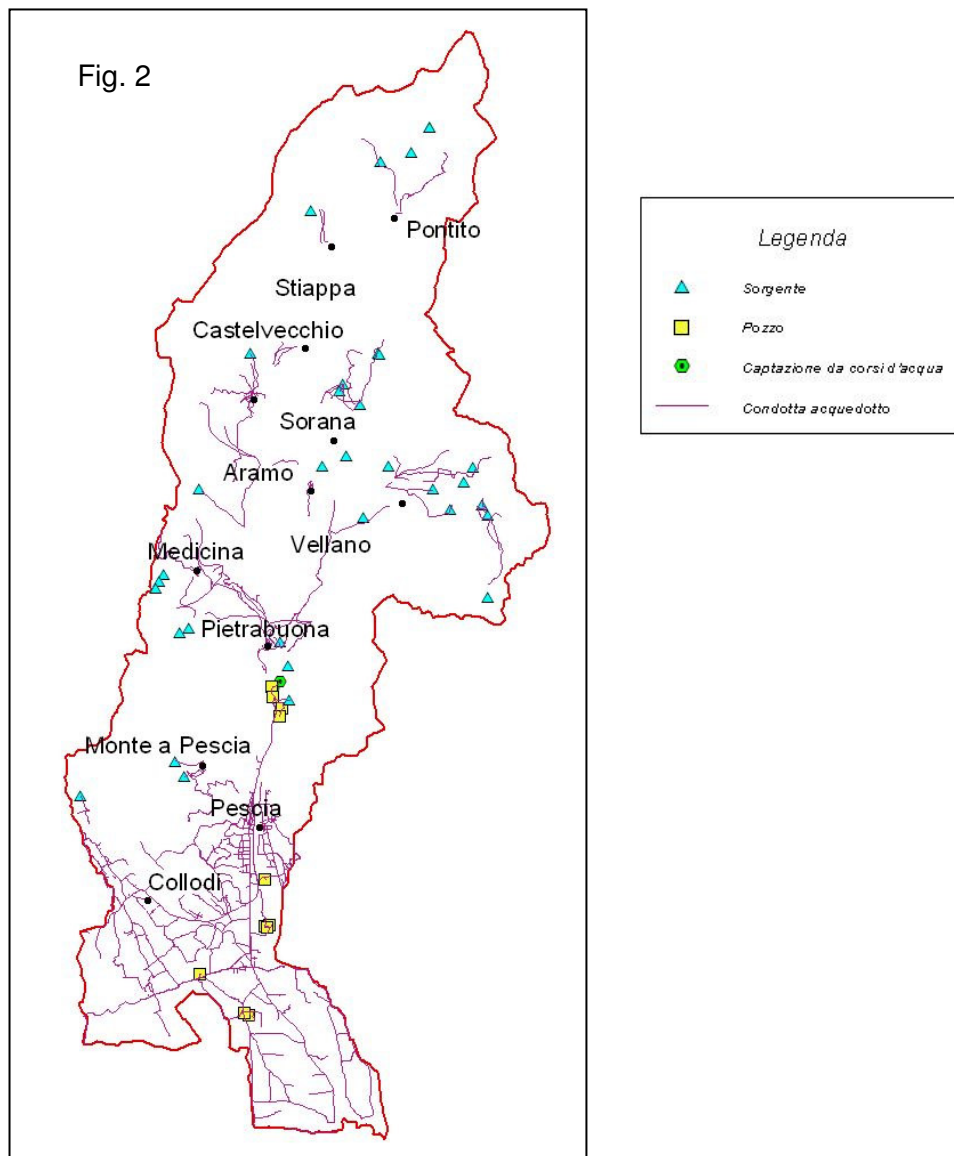 Fig. 2
Pontito
Stiappa
Castelvecchio
Sorana
Aramo
Vellano
Medicina
Pietrabuona
Monte a Pescia
Pescia
Collodi
Legenda
Sorgente
Pozzo
Captazione da corsi d'acqua
Condotta acquedotto